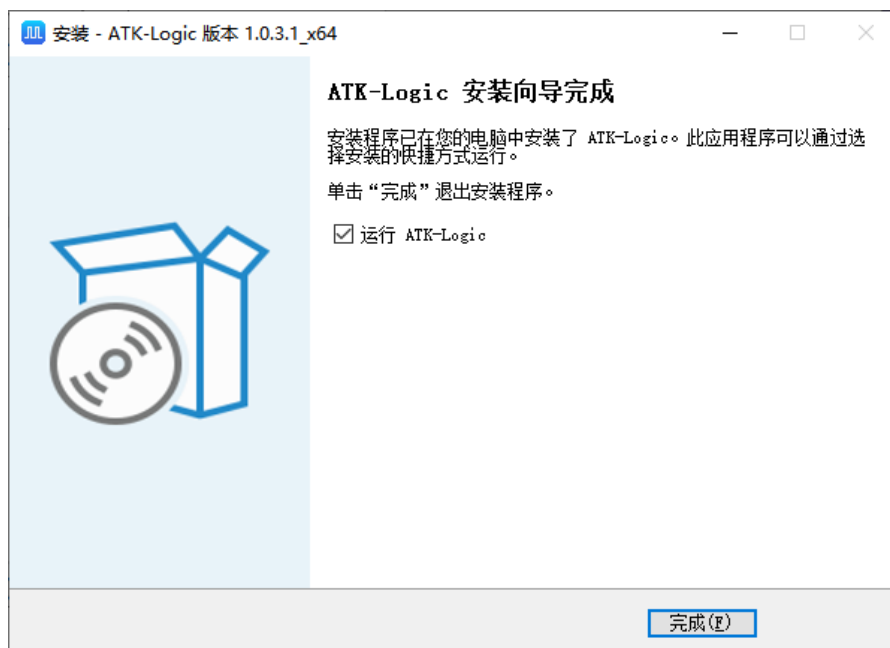 安装 - ATK-Logic 版本 1.0.3.1_x64
ATK-Logic 安装向导完成
安装程序已在您的电脑中安装了 ATK-Logic。此应用程序可以通过选
择安装的快捷方式运行。
单击“完成”退出安装程序。
运行 ATK-Logic
完成(F)